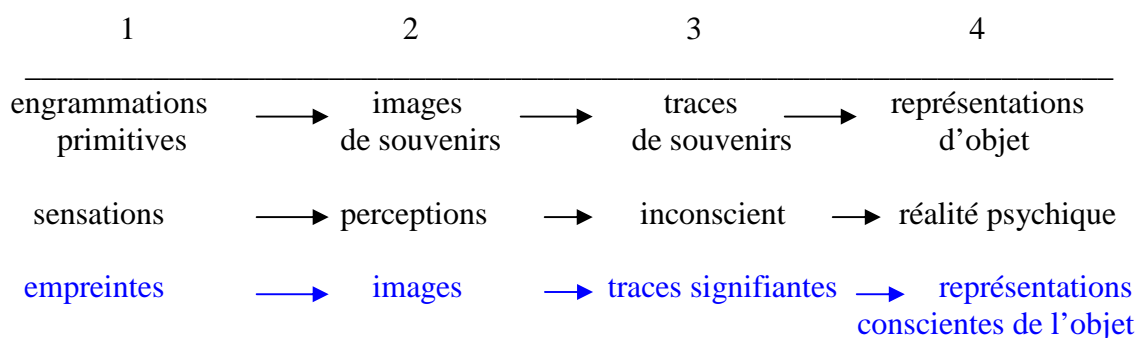 1 2 3 4
engrammations images traces représentations
primitives de souvenirs de souvenirs d'objet
sensations perceptions inconscient réalité psychique
empreintes images traces signifiantes représentations
conscientes de l'objet